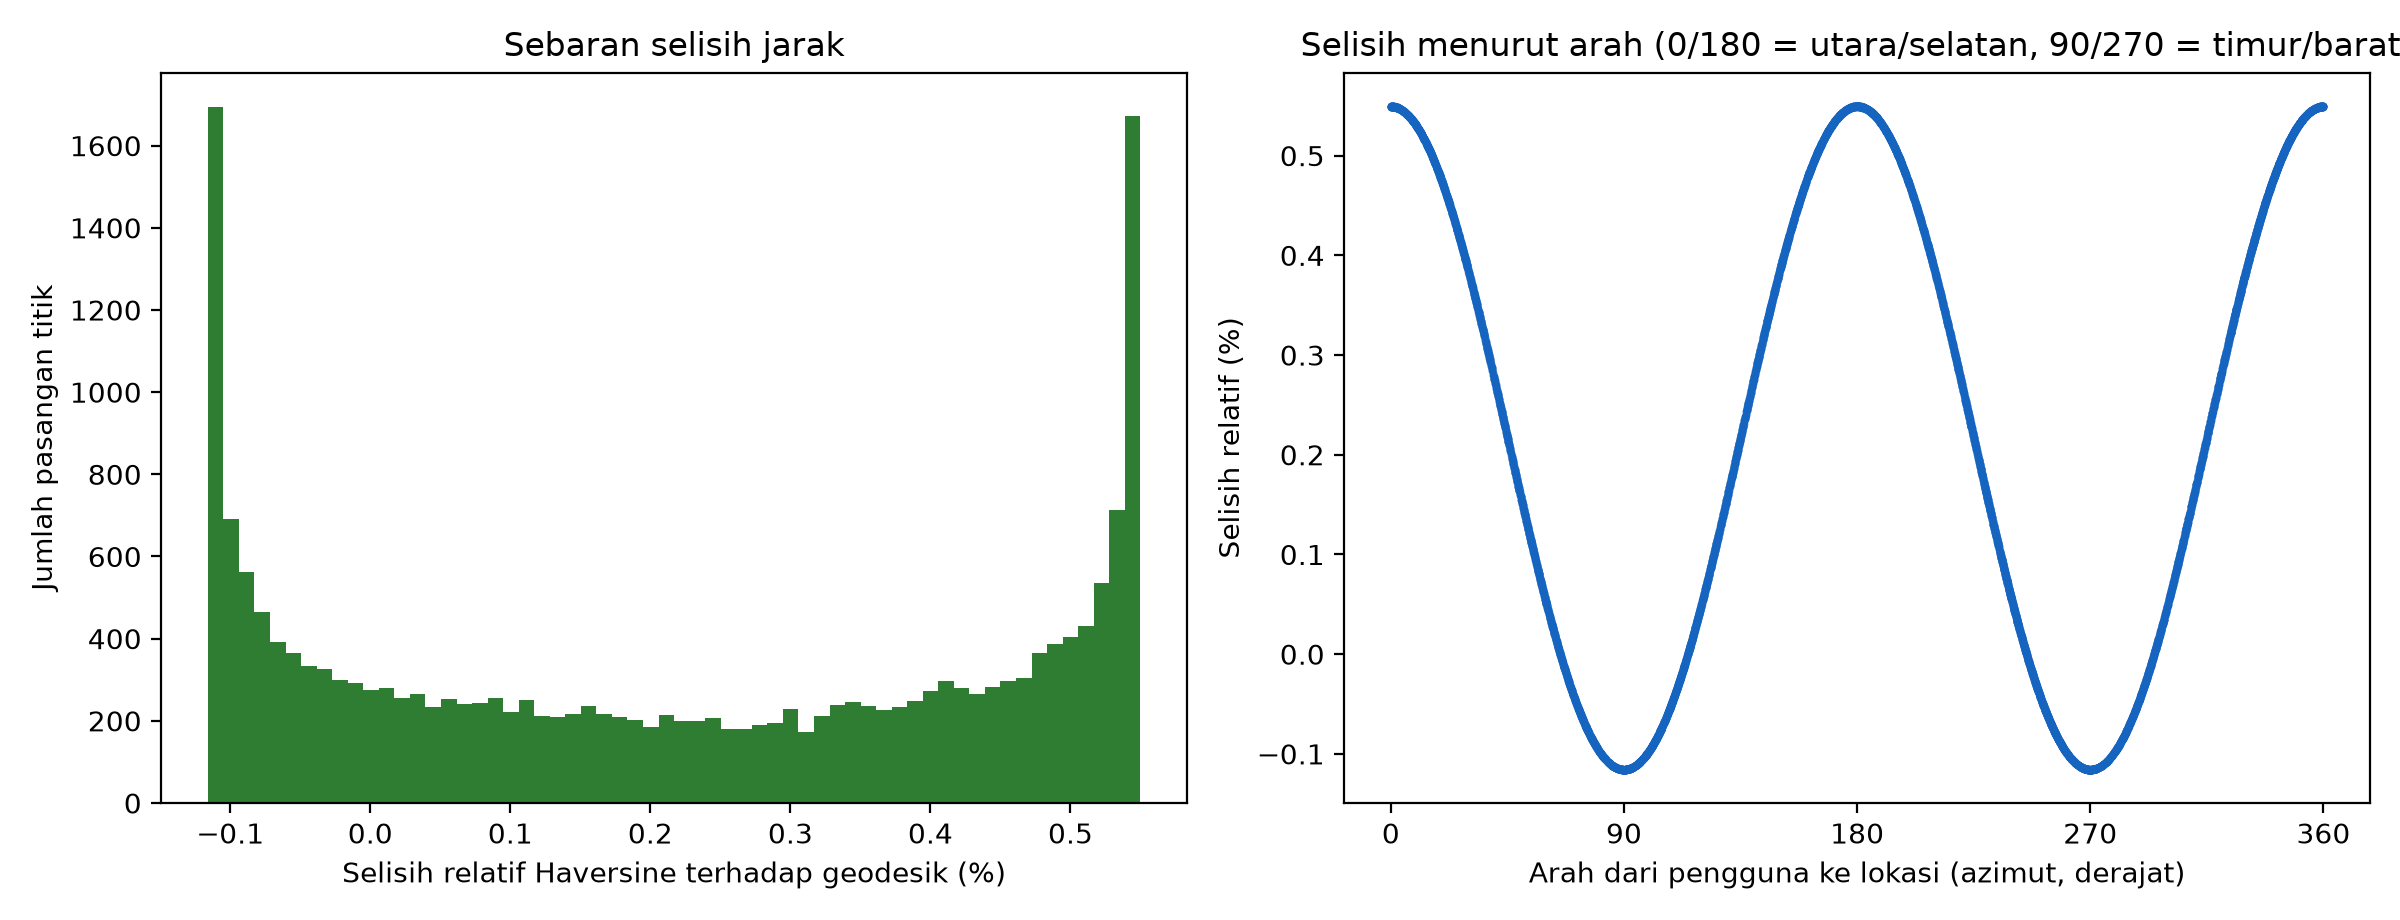 Sebaran selisih jarak
Jumlah pasangan titik
1600
1400
1200
1000
800
600
400
200
0
−0.1 0.0 0.1 0.2 0.3 0.4 0.5
Selisih relatif Haversine terhadap geodesik (%)
Selisih menurut arah (0/180 = utara/selatan, 90/270 = timur/barat
Selisih relatif (%)
0.5
0.4
0.3
0.2
0.1
0.0
−0.1
0 90 180 270 360
Arah dari pengguna ke lokasi (azimut, derajat)